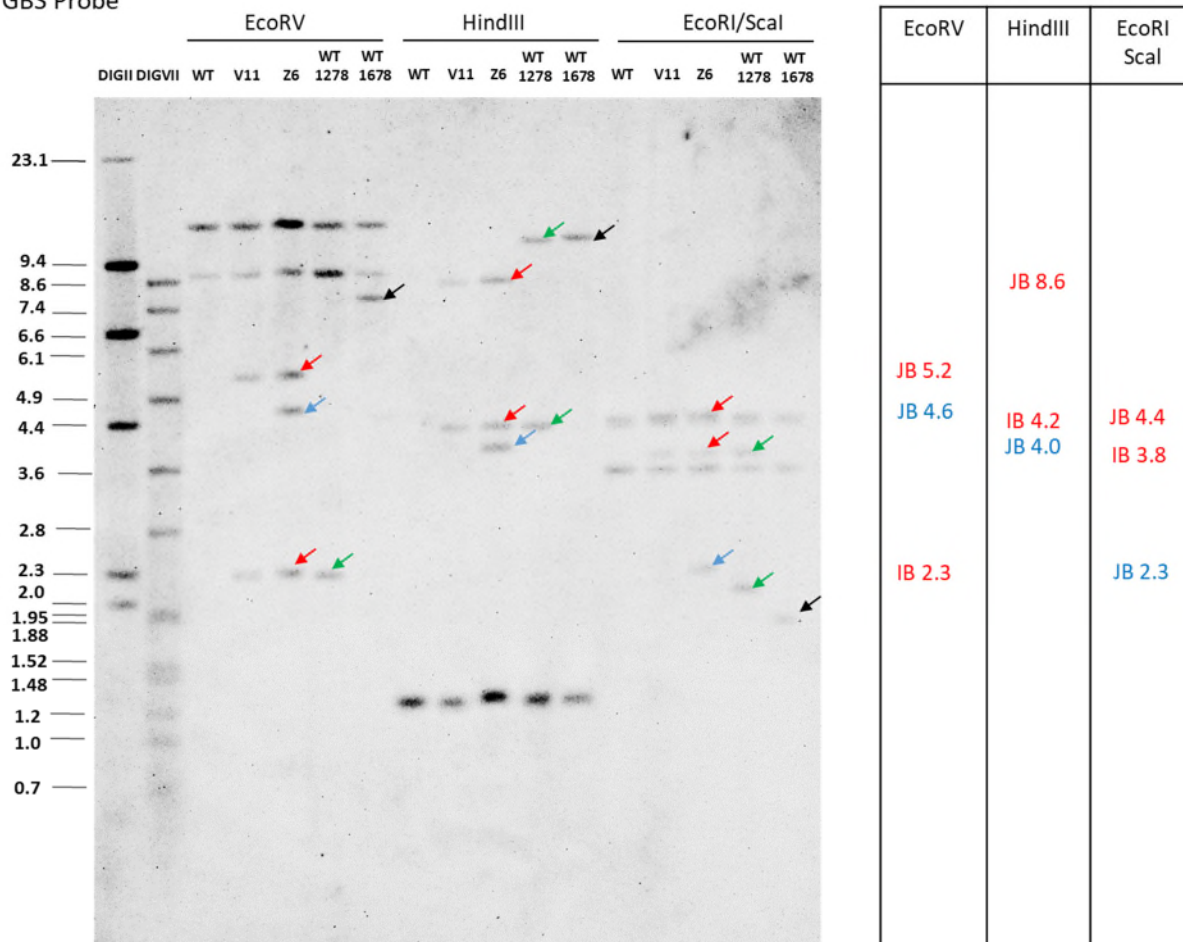 GBS Probe
EcoRV HindIII EcoRI/ScaI
DIGII DIGVII WT V11 Z6 WT 1278 WT 1678 WT V11 Z6 WT 1278 WT 1678 WT V11 Z6 WT 1278 WT 1678
23.1
9.4
8.6
7.4
6.6
6.1
4.9
4.4
3.6
2.8
2.3
2.0
1.95
1.88
1.52
1.48
1.2
1.0
0.7
EcoRV HindIII EcoRI
ScaI
JB 8.6
JB 5.2
JB 4.6 IB 4.2 JB 4.4
JB 4.0 IB 3.8
IB 2.3 JB 2.3